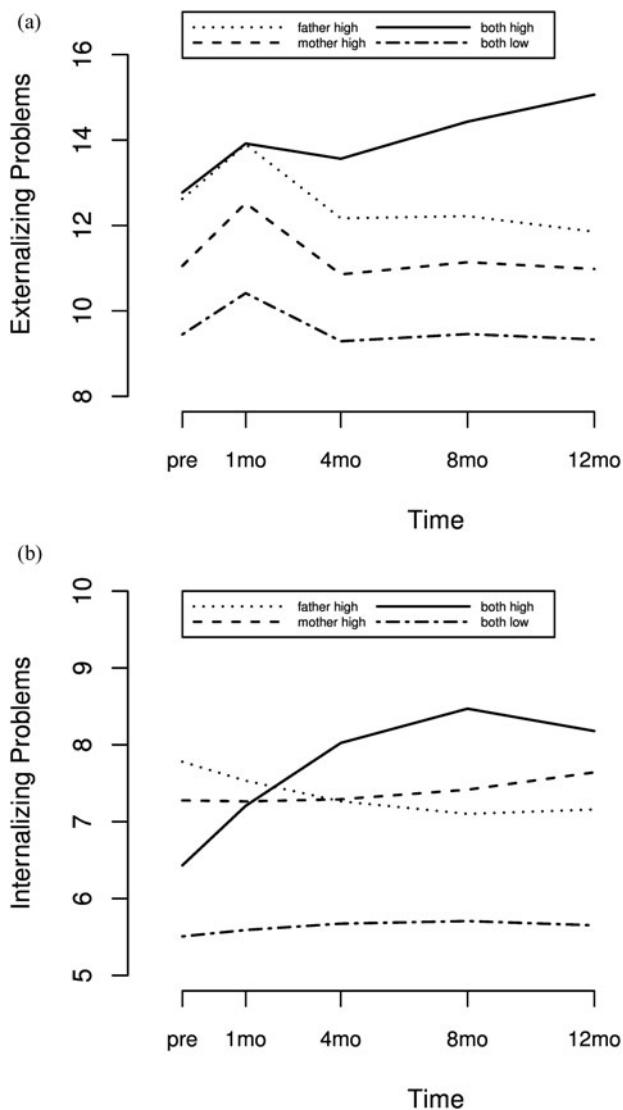 (a)
father high both high
mother high both low
16
14
12
10
8
Externalizing Problems
pre 1mo 4mo 8mo 12mo
Time
(b)
father high both high
mother high both low
10
9
8
7
6
5
Internalizing Problems
pre 1mo 4mo 8mo 12mo
Time